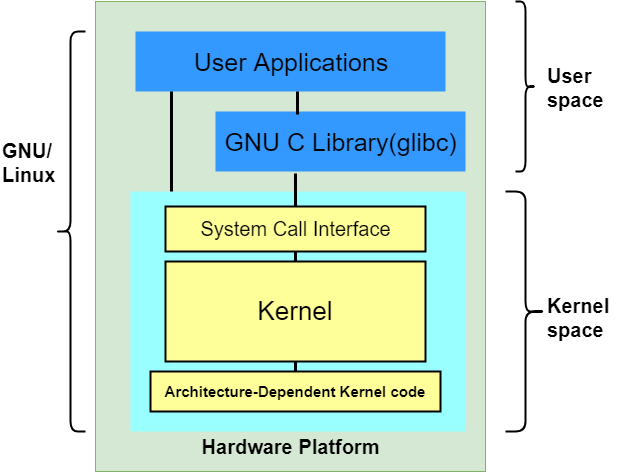 User Applications
GNU C Library(glibc)
User
space
GNU/
Linux
System Call Interface
Kernel
Architecture-Dependent Kernel code
Kernel
space
Hardware Platform